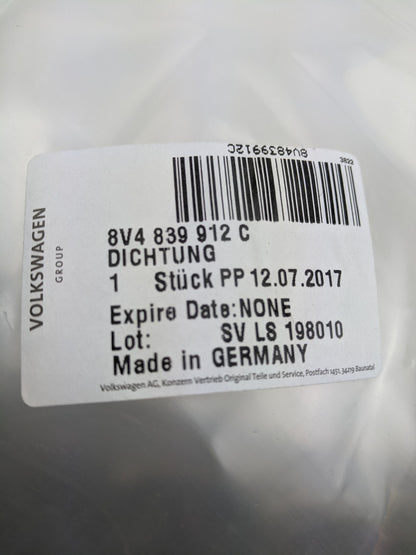 8V4839912C
3822
VOLKSWAGEN
GROUP
8V4 839 912 C
DICHTUNG
1 Stück PP 12.07.2017
Expire Date:NONE
Lot: SV LS 198010
Made in GERMANY
Volkswagen AG, Konzern Vertrieb Original Teile und Service, Postfach 1451, 34219 Baunatal